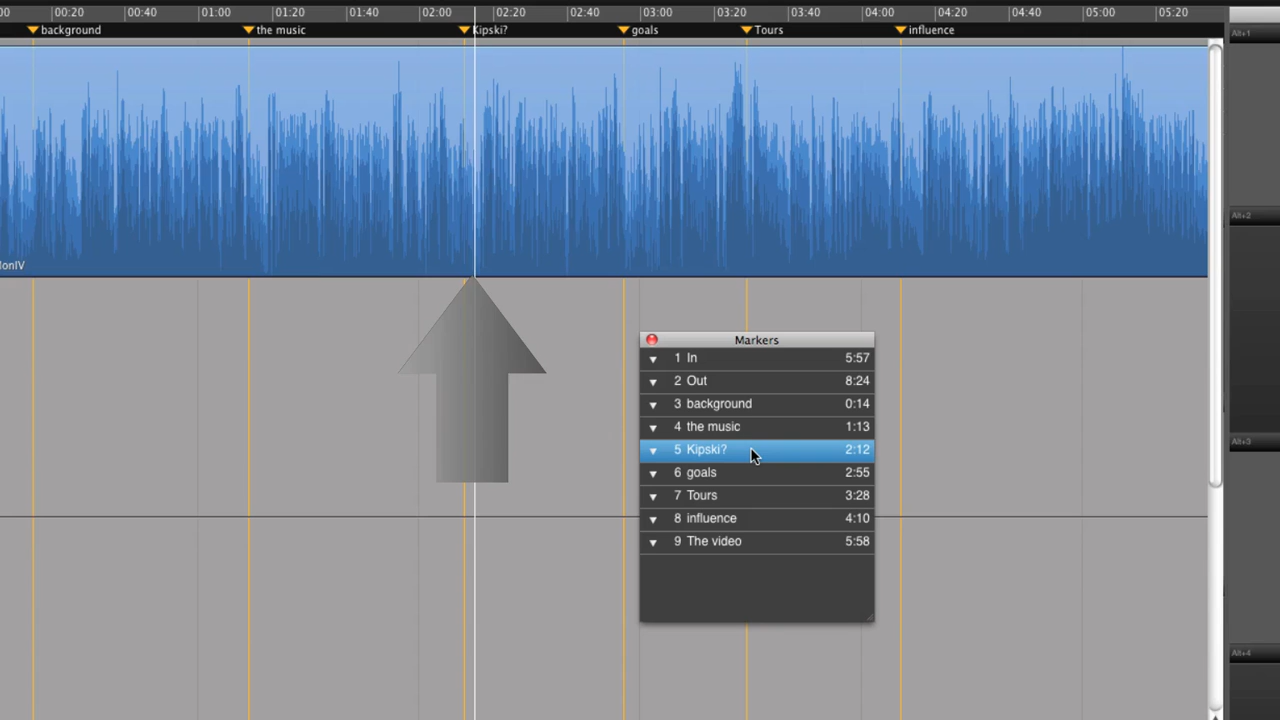 00 00:20 00:40 01:00 01:20 01:40 02:00 02:20 02:40 03:00 03:20 03:40 04:00 04:20 04:40 05:00 05:20
background the music Kipski? goals Tours influence
Alt+1
Alt+2
onIV
Markers
1 In 5:57
2 Out 8:24
3 background 0:14
4 the music 1:13
5 Kipski? 2:12
6 goals 2:55
7 Tours 3:28
8 influence 4:10
9 The video 5:58
Alt+3
Alt+4